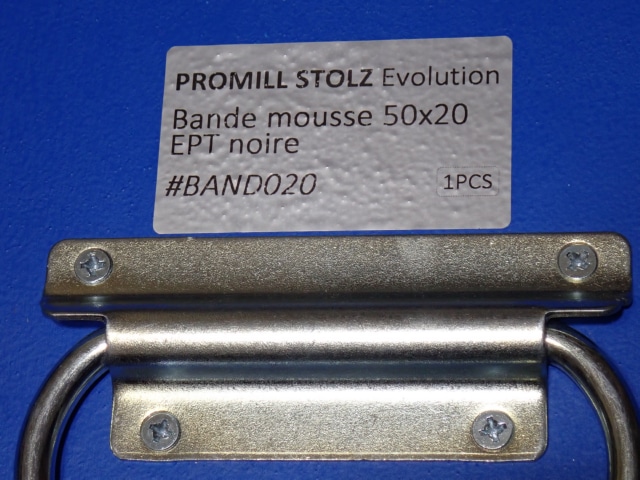 PROMILL STOLZ Evolution
Bande mousse 50x20
EPT noire
#BAND020
1PCS